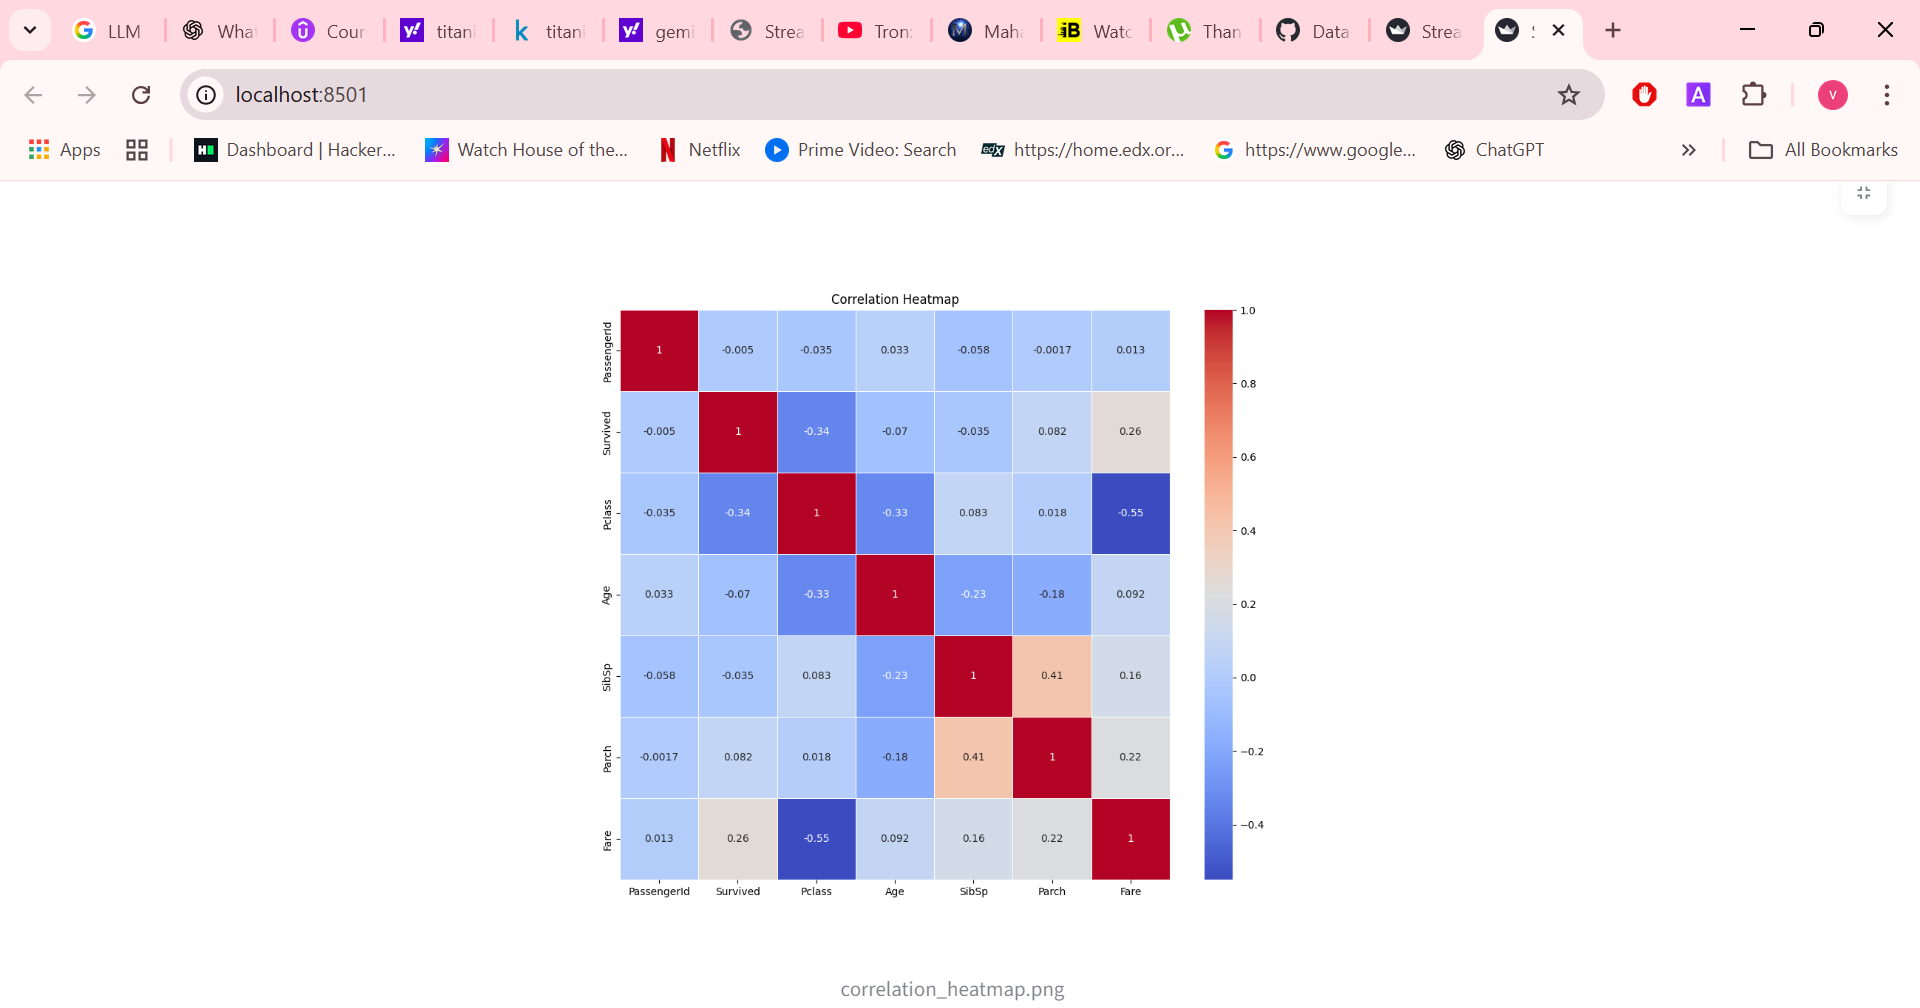 LLM
Wha
Cour
titani
titani
gemi
Strea
Tron:
Maha
Watc
Than
Data
Strea
localhost:8501
A
V
Apps
Dashboard | Hacker...
Watch House of the...
Netflix
Prime Video: Search
https://home.edx.or...
https://www.google...
ChatGPT
All Bookmarks
Correlation Heatmap
PassengerId 1 -0.005 -0.035 0.033 -0.058 -0.0017 0.013
Survived -0.005 1 -0.34 -0.07 -0.035 0.082 0.26
Pclass -0.035 -0.34 1 -0.33 0.083 0.018 -0.55
Age 0.033 -0.07 -0.33 1 -0.23 -0.18 0.092
SibSp -0.058 -0.035 0.083 -0.23 1 0.41 0.16
Parch -0.0017 0.082 0.018 -0.18 0.41 1 0.22
Fare 0.013 0.26 -0.55 0.092 0.16 0.22 1
PassengerId Survived Pclass Age SibSp Parch Fare
1.0
0.8
0.6
0.4
0.2
0.0
−0.2
−0.4
correlation_heatmap.png